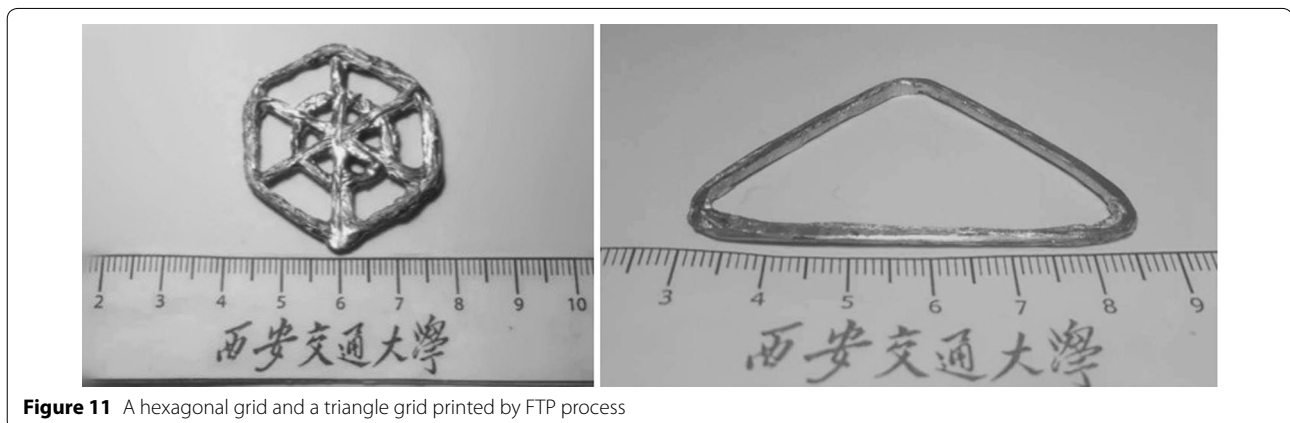 2 3 4 5 6 7 8 9 10
西安交通大學
3 4 5 6 7 8 9
西安交通大學
Figure 11 A hexagonal grid and a triangle grid printed by FTP process